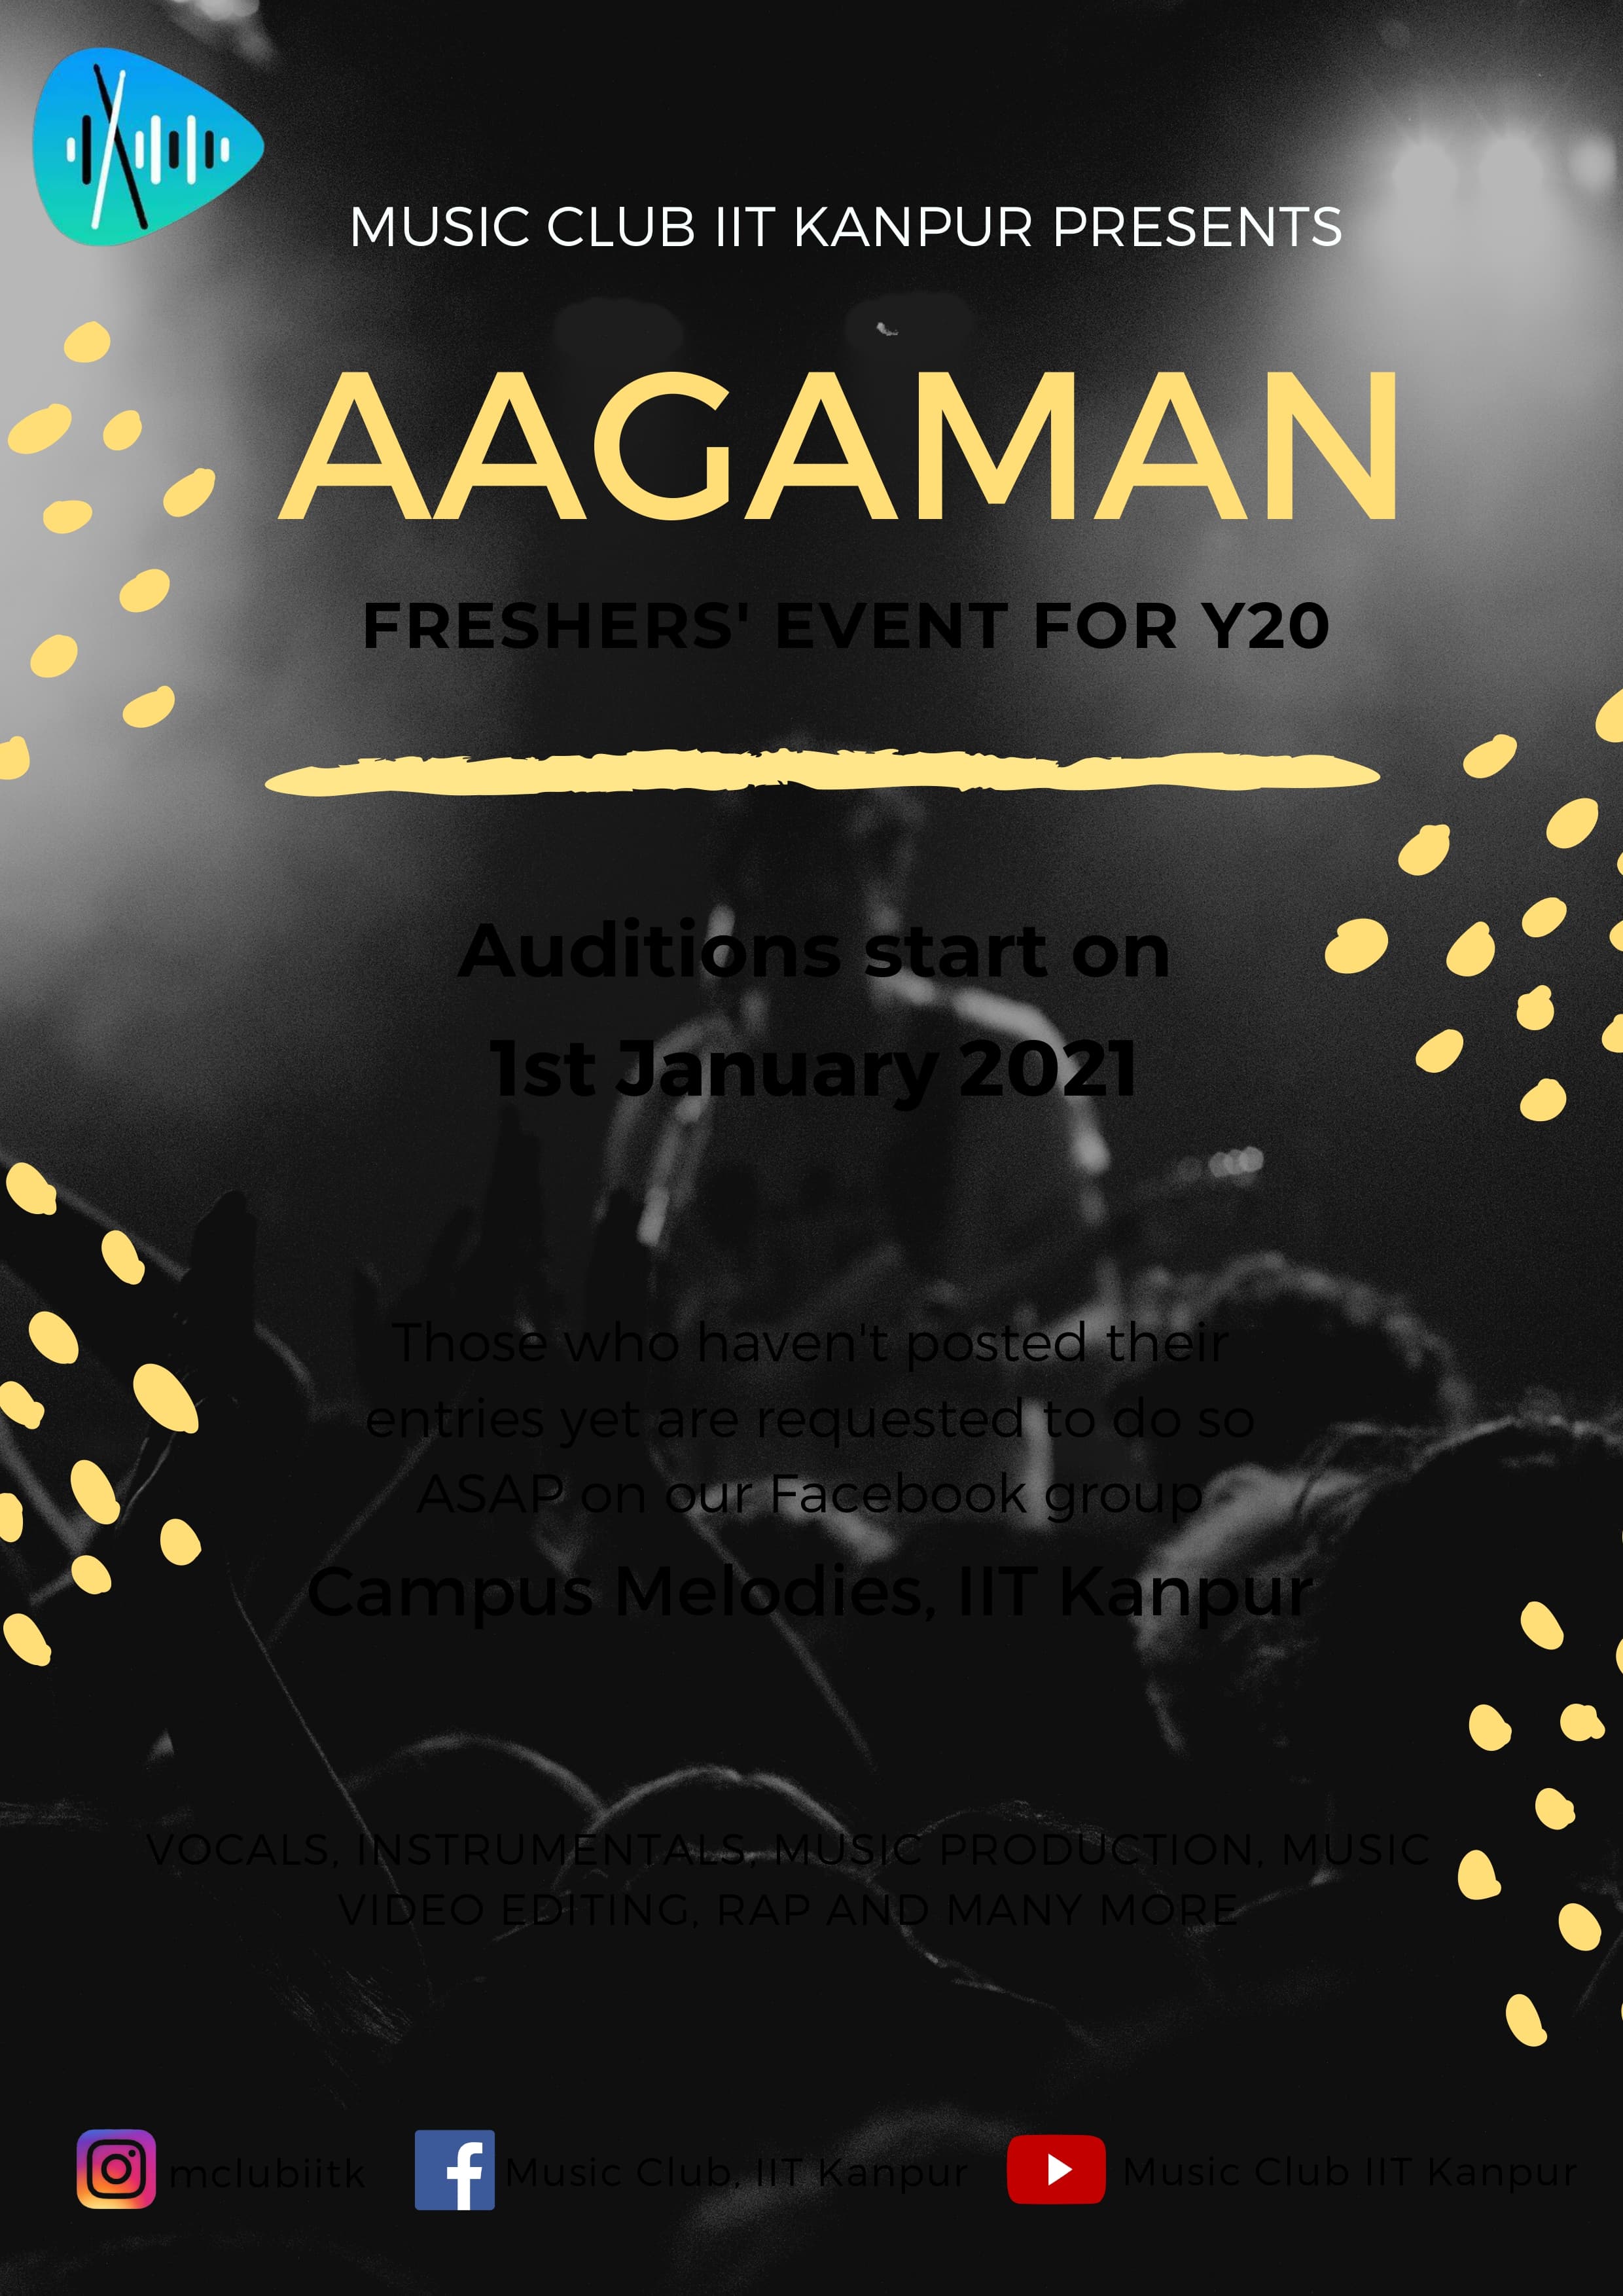 MUSIC CLUB IIT KANPUR PRESENTS
AAGAMAN
FRESHERS' EVENT FOR Y20
Auditions start on
1st January 2021
Those who haven't posted their
entries yet are requested to do so
ASAP on our Facebook group
Campus Melodies, IIT Kanpur
VOCALS, INSTRUMENTALS, MUSIC PRODUCTION, MUSIC
VIDEO EDITING, RAP AND MANY MORE
mclubiitk
Music Club, IIT Kanpur
Music Club IIT Kanpur